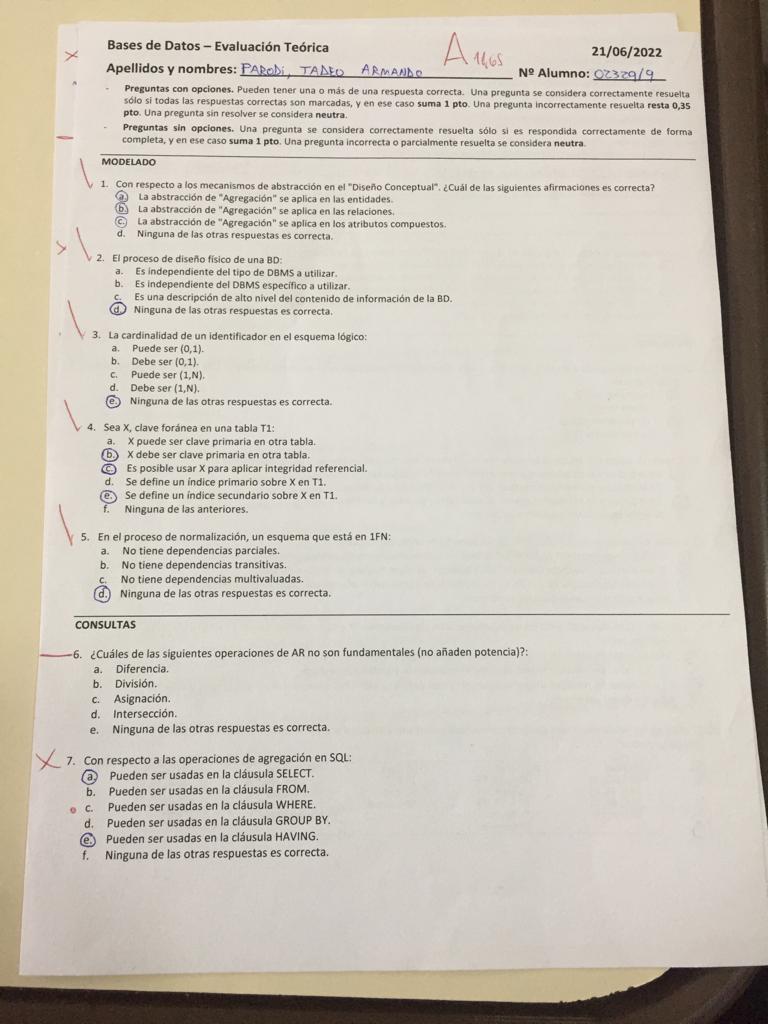 Bases de Datos – Evaluación Teórica
A 14,65
21/06/2022
Apellidos y nombres: PARODI, TADEO ARMANDO Nº Alumno: 02329/9
- Preguntas con opciones. Pueden tener una o más de una respuesta correcta. Una pregunta se considera correctamente resuelta
sólo si todas las respuestas correctas son marcadas, y en ese caso suma 1 pto. Una pregunta incorrectamente resuelta resta 0,35
pto. Una pregunta sin resolver se considera neutra.
- Preguntas sin opciones. Una pregunta se considera correctamente resuelta sólo si es respondida correctamente de forma
completa, y en ese caso suma 1 pto. Una pregunta incorrecta o parcialmente resuelta se considera neutra.
MODELADO
1. Con respecto a los mecanismos de abstracción en el "Diseño Conceptual". ¿Cuál de las siguientes afirmaciones es correcta?
a. La abstracción de "Agregación" se aplica en las entidades.
b. La abstracción de "Agregación" se aplica en las relaciones.
c. La abstracción de "Agregación" se aplica en los atributos compuestos.
d. Ninguna de las otras respuestas es correcta.
2. El proceso de diseño físico de una BD:
a. Es independiente del tipo de DBMS a utilizar.
b. Es independiente del DBMS específico a utilizar.
c. Es una descripción de alto nivel del contenido de información de la BD.
d. Ninguna de las otras respuestas es correcta.
3. La cardinalidad de un identificador en el esquema lógico:
a. Puede ser (0,1).
b. Debe ser (0,1).
c. Puede ser (1,N).
d. Debe ser (1,N).
e. Ninguna de las otras respuestas es correcta.
4. Sea X, clave foránea en una tabla T1:
a. X puede ser clave primaria en otra tabla.
b. X debe ser clave primaria en otra tabla.
c. Es posible usar X para aplicar integridad referencial.
d. Se define un índice primario sobre X en T1.
e. Se define un índice secundario sobre X en T1.
f. Ninguna de las anteriores.
5. En el proceso de normalización, un esquema que está en 1FN:
a. No tiene dependencias parciales.
b. No tiene dependencias transitivas.
c. No tiene dependencias multivaluadas.
d. Ninguna de las otras respuestas es correcta.
CONSULTAS
6. ¿Cuáles de las siguientes operaciones de AR no son fundamentales (no añaden potencia)?:
a. Diferencia.
b. División.
c. Asignación.
d. Intersección.
e. Ninguna de las otras respuestas es correcta.
7. Con respecto a las operaciones de agregación en SQL:
a. Pueden ser usadas en la cláusula SELECT.
b. Pueden ser usadas en la cláusula FROM.
c. Pueden ser usadas en la cláusula WHERE.
d. Pueden ser usadas en la cláusula GROUP BY.
e. Pueden ser usadas en la cláusula HAVING.
f. Ninguna de las otras respuestas es correcta.